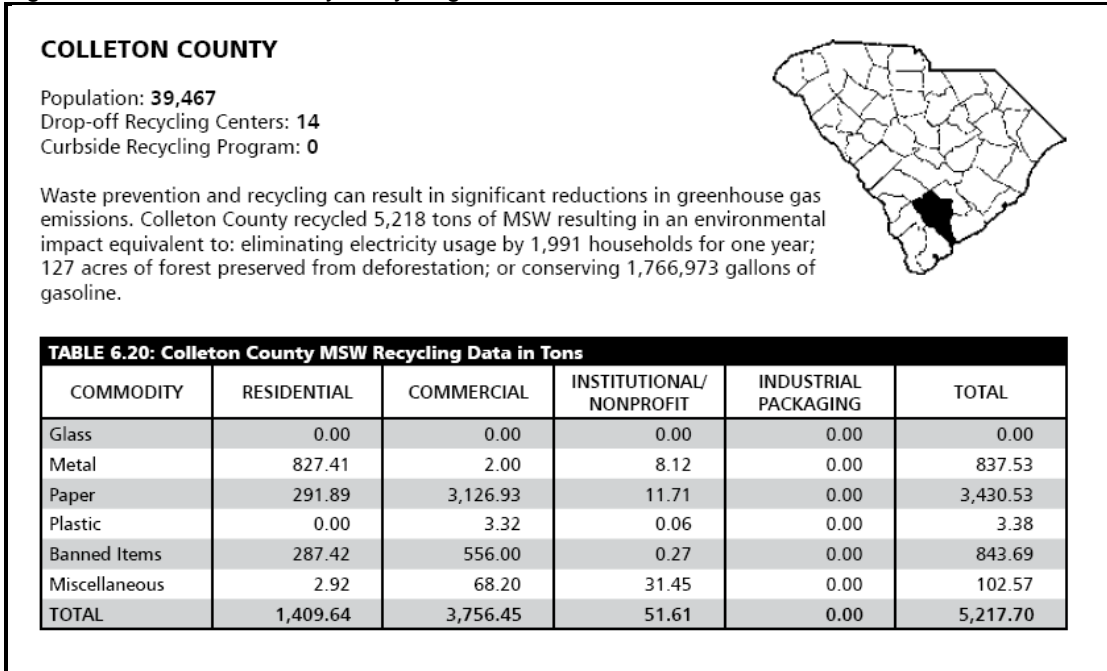 COLLETON COUNTY
Population: 39,467
Drop-off Recycling Centers: 14
Curbside Recycling Program: 0
Waste prevention and recycling can result in significant reductions in greenhouse gas
emissions. Colleton County recycled 5,218 tons of MSW resulting in an environmental
impact equivalent to: eliminating electricity usage by 1,991 households for one year;
127 acres of forest preserved from deforestation; or conserving 1,766,973 gallons of
gasoline.
TABLE 6.20: Colleton County MSW Recycling Data in Tons
COMMODITY RESIDENTIAL COMMERCIAL INSTITUTIONAL/ NONPROFIT INDUSTRIAL PACKAGING TOTAL
Glass 0.00 0.00 0.00 0.00 0.00
Metal 827.41 2.00 8.12 0.00 837.53
Paper 291.89 3,126.93 11.71 0.00 3,430.53
Plastic 0.00 3.32 0.06 0.00 3.38
Banned Items 287.42 556.00 0.27 0.00 843.69
Miscellaneous 2.92 68.20 31.45 0.00 102.57
TOTAL 1,409.64 3,756.45 51.61 0.00 5,217.70